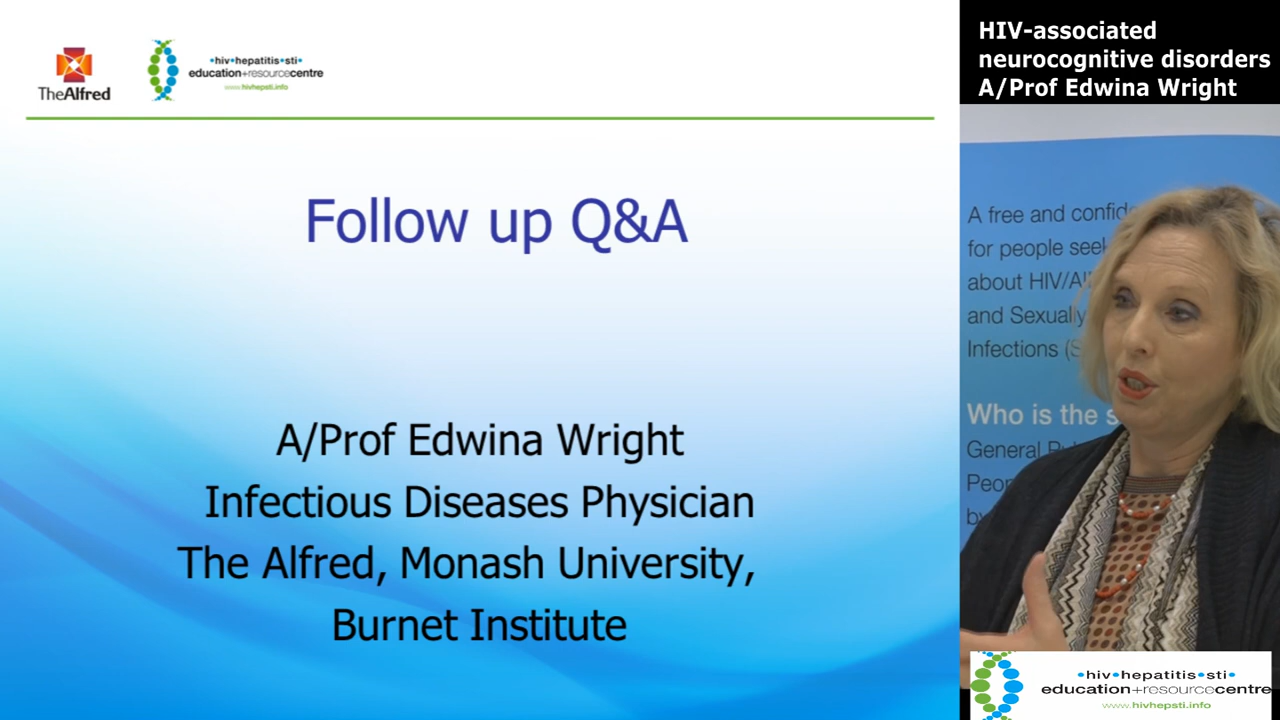 TheAlfred
•hiv•hepatitis•sti•
education+resourcecentre
www.hivhepsti.info
Follow up Q&A
A/Prof Edwina Wright
Infectious Diseases Physician
The Alfred, Monash University,
Burnet Institute
HIV-associated
neurocognitive disorders
A/Prof Edwina Wright
A free and confid
for people seek
about HIV/AI
and Sexually
Infections (S
Who is the s
General Pu
Peop
by
•hiv•hepatitis•sti•
education+resourcecentre
www.hivhepsti.info